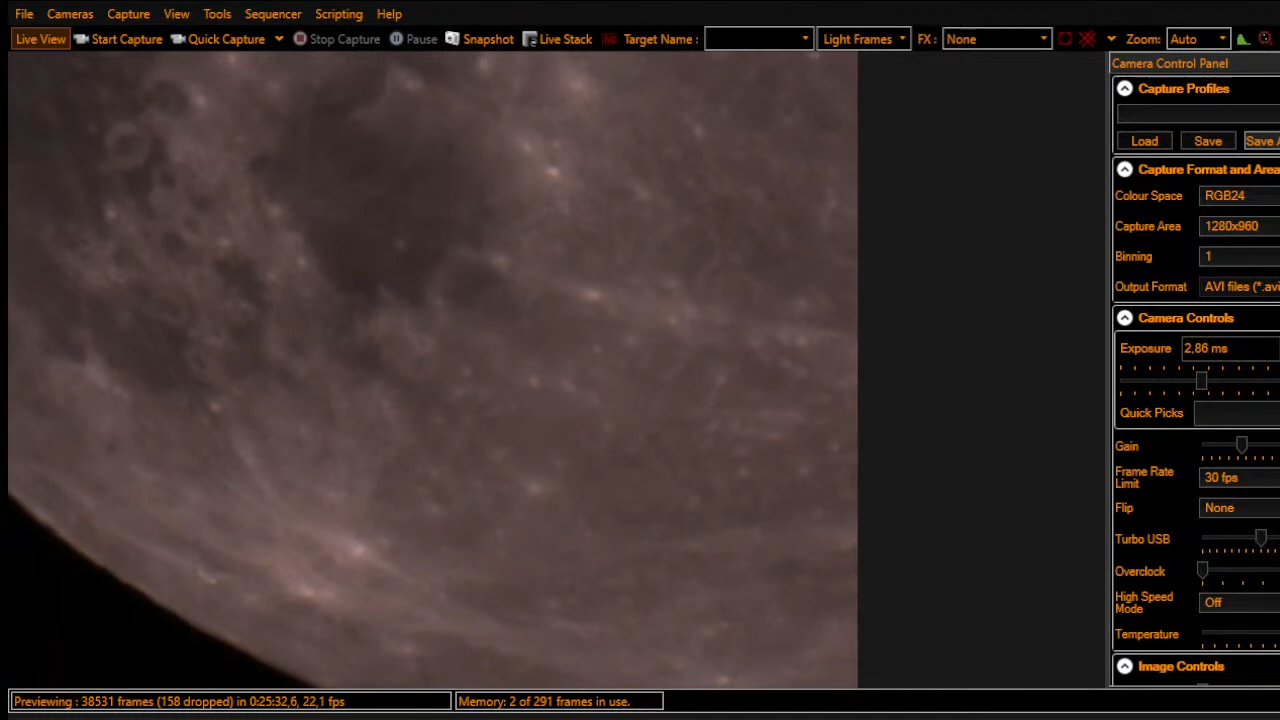 File Cameras Capture View Tools Sequencer Scripting Help
Live View Start Capture Quick Capture Stop Capture Pause Snapshot Live Stack Target Name : Light Frames FX : None Zoom: Auto
Camera Control Panel
Capture Profiles
Load Save Save A
Capture Format and Area
Colour Space RGB24
Capture Area 1280x960
Binning 1
Output Format AVI files (*.avi
Camera Controls
Exposure 2,86 ms
Quick Picks
Gain
Frame Rate Limit 30 fps
Flip None
Turbo USB
Overclock
High Speed Mode Off
Temperature
Image Controls
Previewing : 38531 frames (158 dropped) in 0:25:32,6, 22,1 fps Memory: 2 of 291 frames in use.